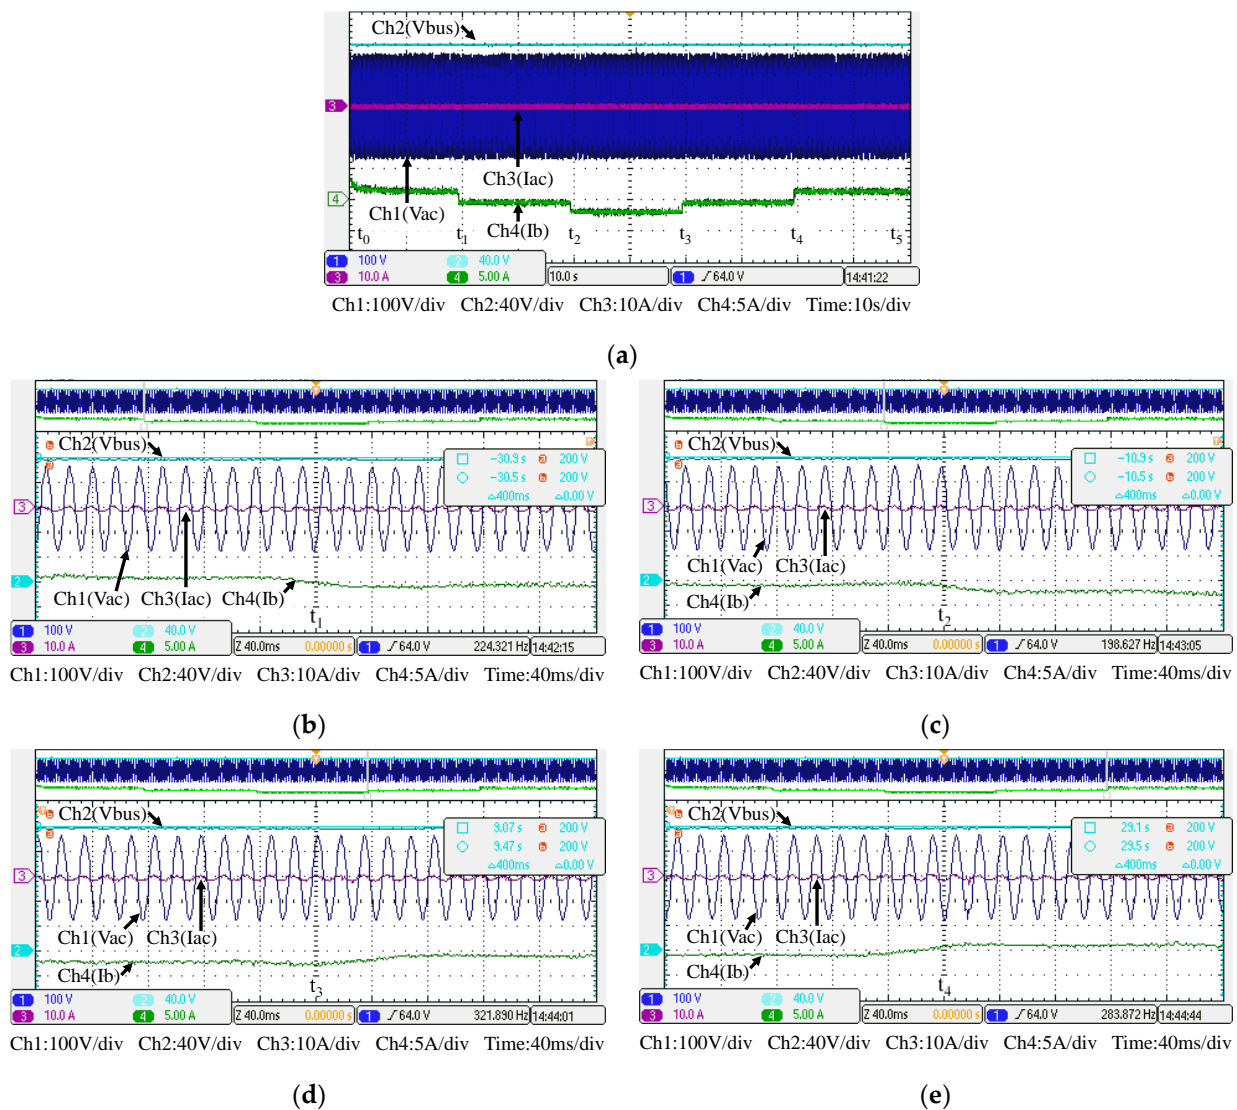 Ch2(Vbus)
3
Ch3(Iac)
4
Ch1(Vac)
Ch4(Ib)
t0 t1 t2 t3 t4 t5
1 100 V 2 40.0 V
3 10.0 A 4 5.00 A 10.0 s 1 64.0 V 14:41:22
Ch1:100V/div Ch2:40V/div Ch3:10A/div Ch4:5A/div Time:10s/div
(a)
Ch2(Vbus)
b
a
−30.9 s a 200 V
−30.5 s b 200 V
△400ms △0.00 V
3
2
Ch1(Vac) Ch3(Iac) Ch4(Ib)
t1
1 100 V 2 40.0 V
3 10.0 A 4 5.00 A Z 40.0ms 0.00000 s 1 64.0 V 224.321 Hz 14:42:15
Ch1:100V/div Ch2:40V/div Ch3:10A/div Ch4:5A/div Time:40ms/div
(b)
Ch2(Vbus)
b
a
−10.9 s a 200 V
−10.5 s b 200 V
△400ms △0.00 V
3
Ch1(Vac) Ch3(Iac)
2
Ch4(Ib)
t2
1 100 V 2 40.0 V
3 10.0 A 4 5.00 A Z 40.0ms 0.00000 s 1 64.0 V 198.627 Hz 14:43:05
Ch1:100V/div Ch2:40V/div Ch3:10A/div Ch4:5A/div Time:40ms/div
(c)
Ch2(Vbus)
b
a
9.07 s a 200 V
9.47 s b 200 V
△400ms △0.00 V
3
Ch1(Vac) Ch3(Iac)
2
Ch4(Ib)
t3
1 100 V 2 40.0 V
3 10.0 A 4 5.00 A Z 40.0ms 0.00000 s 1 64.0 V 321.890 Hz 14:44:01
Ch1:100V/div Ch2:40V/div Ch3:10A/div Ch4:5A/div Time:40ms/div
(d)
Ch2(Vbus)
b
a
29.1 s a 200 V
29.5 s b 200 V
△400ms △0.00 V
3
Ch1(Vac) Ch3(Iac)
2
Ch4(Ib)
t4
1 100 V 2 40.0 V
3 10.0 A 4 5.00 A Z 40.0ms 0.00000 s 1 64.0 V 283.872 Hz 14:44:44
Ch1:100V/div Ch2:40V/div Ch3:10A/div Ch4:5A/div Time:40ms/div
(e)